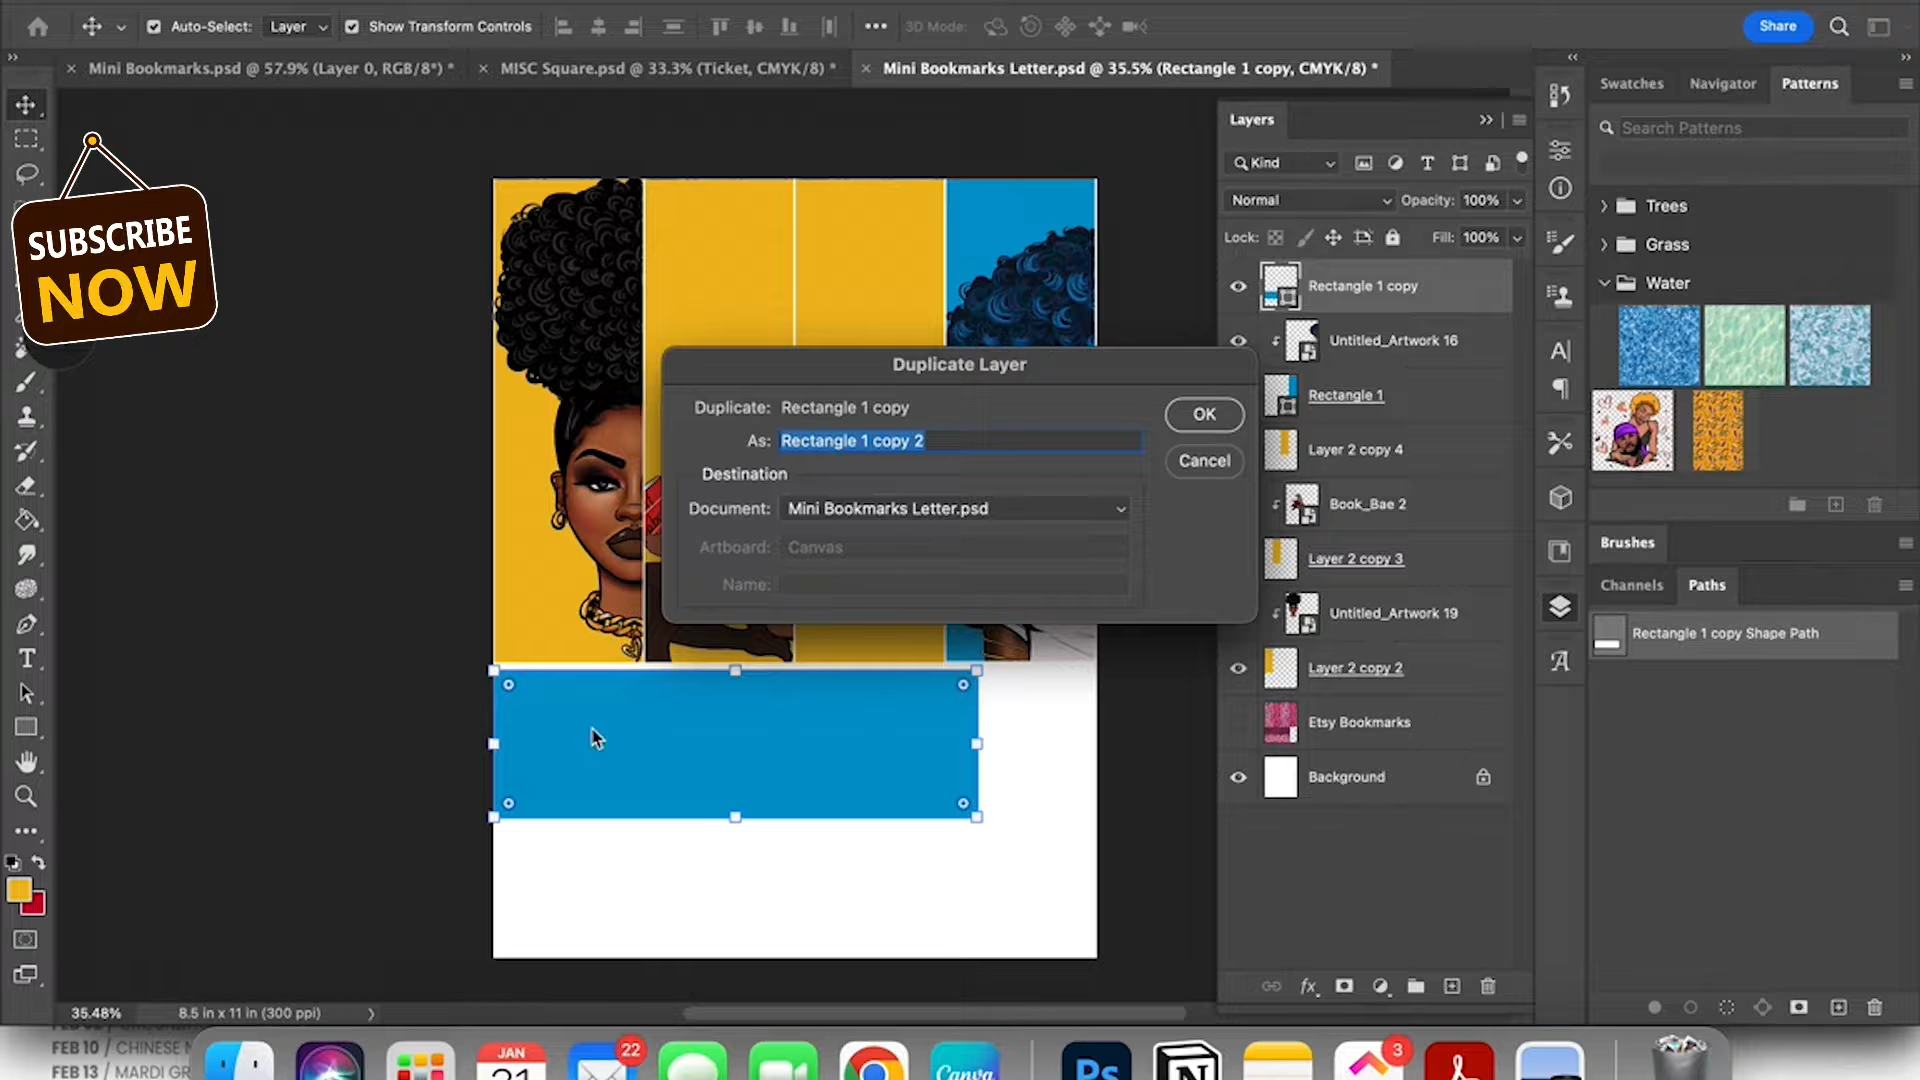 Auto-Select: Layer Show Transform Controls 3D Mode: Share
Mini Bookmarks.psd @ 57.9% (Layer 0, RGB/8*) *
MISC Square.psd @ 33.3% (Ticket, CMYK/8) *
Mini Bookmarks Letter.psd @ 35.5% (Rectangle 1 copy, CMYK/8) *
SUBSCRIBE
NOW
Duplicate Layer
Duplicate: Rectangle 1 copy
As: Rectangle 1 copy 2
Destination
Document: Mini Bookmarks Letter.psd
Artboard: Canvas
Name:
OK
Cancel
Layers
Kind
Normal Opacity: 100%
Lock: Fill: 100%
Rectangle 1 copy
Untitled_Artwork 16
Rectangle 1
Layer 2 copy 4
Book_Bae 2
Layer 2 copy 3
Untitled_Artwork 19
Layer 2 copy 2
Etsy Bookmarks
Background
Swatches Navigator Patterns
Search Patterns
Trees
Grass
Water
Brushes
Channels Paths
Rectangle 1 copy Shape Path
35.48% 8.5 in x 11 in (300 ppi)
FEB 10 / CHINESE N
FEB 13 / MARDI GR
JAN
21
22
Canva
Ps
3